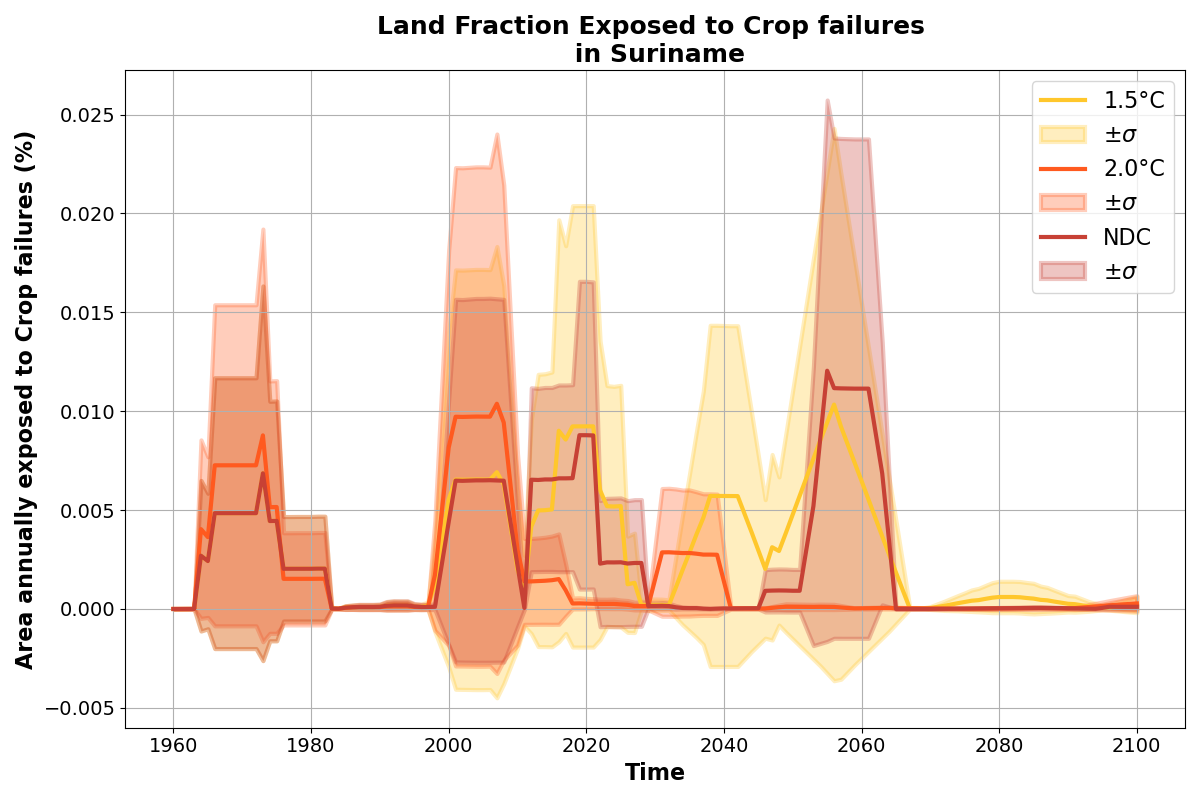 Land Fraction Exposed to Crop failures
in Suriname
Area annually exposed to Crop failures (%)
0.025
0.020
0.015
0.010
0.005
0.000
−0.005
1960
1980
2000
2020
2040
2060
2080
2100
Time
1.5°C
±σ
2.0°C
±σ
NDC
±σ